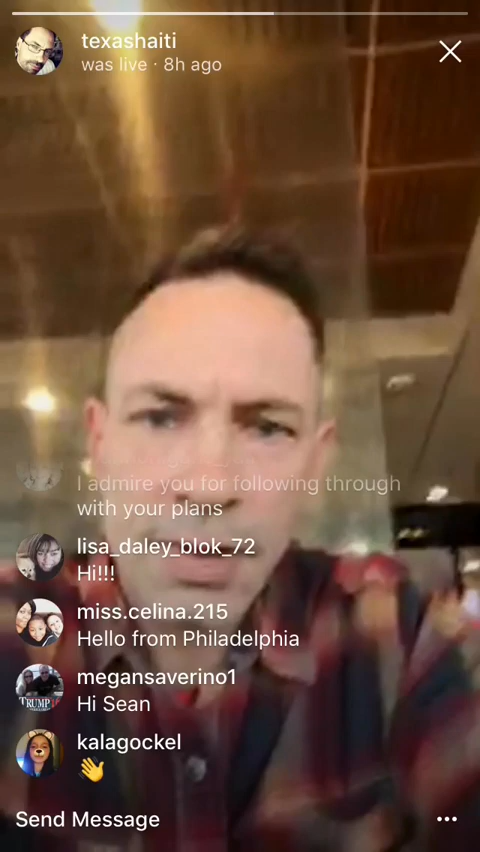 texashaiti
was live · 8h ago
I admire you for following through
with your plans
lisa_daley_blok_72
Hi!!!
miss.celina.215
Hello from Philadelphia
megansaverino1
TRUMP
Hi Sean
kalagockel
👋
Send Message